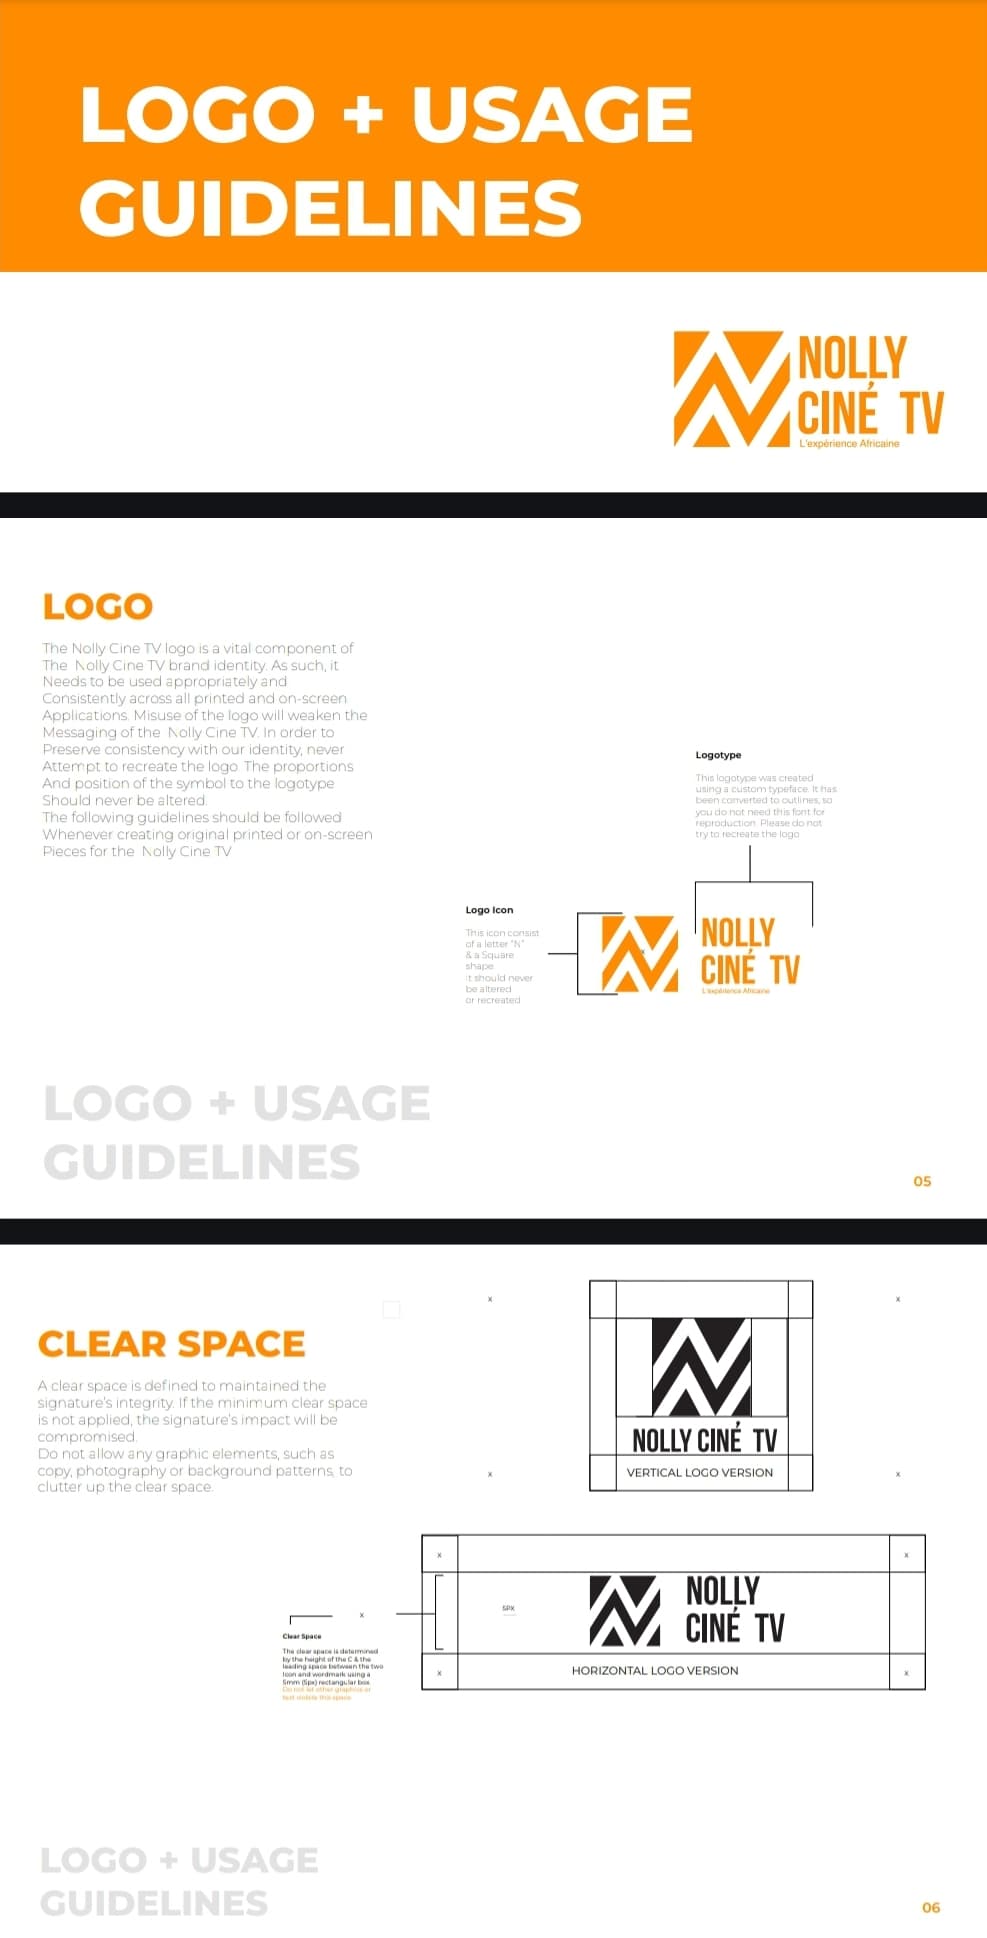 LOGO + USAGE
GUIDELINES
NOLLY
CINÉ TV
L'expérience Africaine
LOGO
The Nolly Cine TV logo is a vital component of
The Nolly Cine TV brand identity. As such, it
Needs to be used appropriately and
Consistently across all printed and on-screen
Applications. Misuse of the logo will weaken the
Messaging of the Nolly Cine TV. In order to
Preserve consistency with our identity, never
Attempt to recreate the logo. The proportions
And position of the symbol to the logotype
Should never be altered.
The following guidelines should be followed
Whenever creating original printed or on-screen
Pieces for the Nolly Cine TV
Logotype
This logotype was created
using a custom typeface. It has
been converted to outlines, so
you do not need this font for
reproduction. Please do not
try to recreate the logo
Logo Icon
This icon consist
of a letter "N"
& a Square
shape.
It should never
be altered
or recreated
NOLLY
CINÉ TV
L'expérience Africaine
LOGO + USAGE
GUIDELINES
05
CLEAR SPACE
A clear space is defined to maintained the
signature's integrity. If the minimum clear space
is not applied, the signature's impact will be
compromised.
Do not allow any graphic elements, such as
copy, photography or background patterns, to
clutter up the clear space.
x
x
x
x
NOLLY CINÉ TV
VERTICAL LOGO VERSION
x
x
x
x
x
5PX
NOLLY
CINÉ TV
HORIZONTAL LOGO VERSION
Clear Space
The clear space is determined
by the height of the C & the
leading space between the two
Icon and wordmark using a
5mm (5px) rectangular box
Do not let other graphics or
text violate this space
LOGO + USAGE
GUIDELINES
06